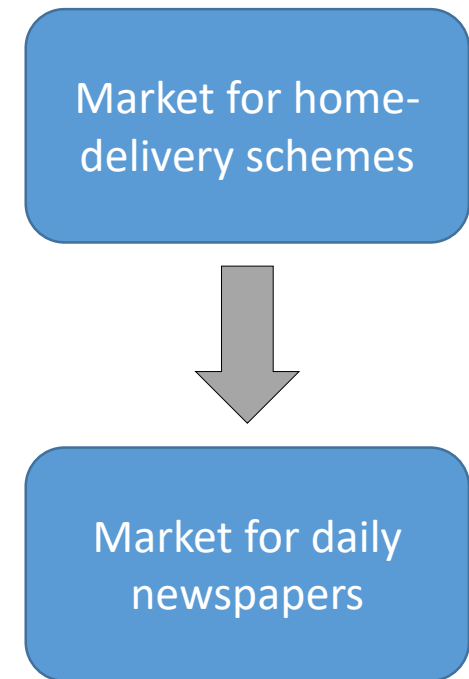 Market for home-
delivery schemes
Market for daily
newspapers